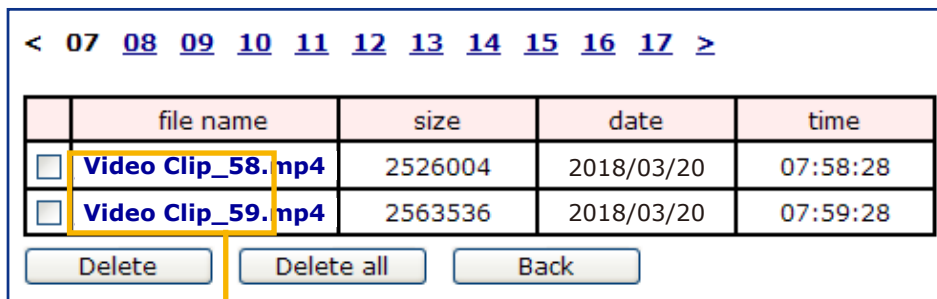 < 07 08 09 10 11 12 13 14 15 16 17 >
file name size date time
Video Clip_58.mp4 2526004 2018/03/20 07:58:28
Video Clip_59.mp4 2563536 2018/03/20 07:59:28
Delete Delete all Back